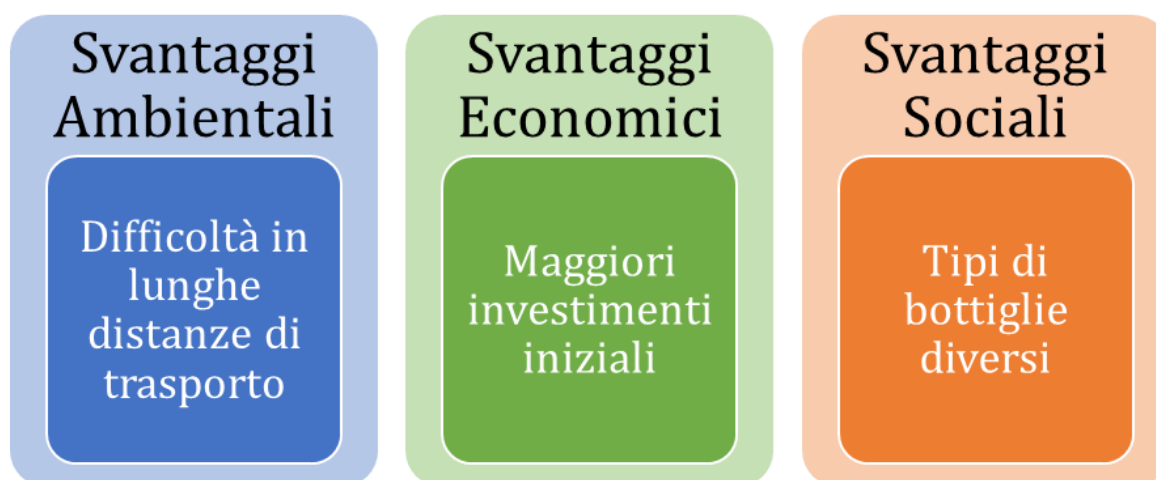 Svantaggi
Ambientali
Difficoltà in
lunghe
distanze di
trasporto
Svantaggi
Economici
Maggiori
investimenti
iniziali
Svantaggi
Sociali
Tipi di
bottiglie
diversi